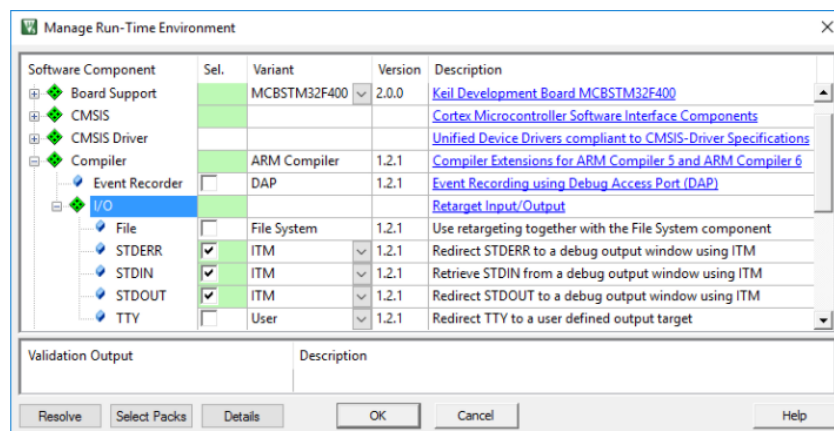 Manage Run-Time Environment
Software Component Sel. Variant Version Description
Board Support MCBSTM32F400 2.0.0 Keil Development Board MCBSTM32F400
CMSIS Cortex Microcontroller Software Interface Components
CMSIS Driver Unified Device Drivers compliant to CMSIS-Driver Specifications
Compiler ARM Compiler 1.2.1 Compiler Extensions for ARM Compiler 5 and ARM Compiler 6
Event Recorder DAP 1.2.1 Event Recording using Debug Access Port (DAP)
I/O Retarget Input/Output
File File System 1.2.1 Use retargeting together with the File System component
STDERR ITM 1.2.1 Redirect STDERR to a debug output window using ITM
STDIN ITM 1.2.1 Retrieve STDIN from a debug output window using ITM
STDOUT ITM 1.2.1 Redirect STDOUT to a debug output window using ITM
TTY User 1.2.1 Redirect TTY to a user defined output target
Validation Output Description
Resolve Select Packs Details OK Cancel Help